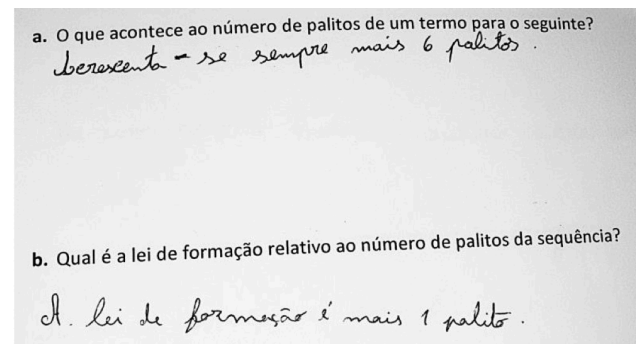 a. O que acontece ao número de palitos de um termo para o seguinte?
berescenta - se sempre mais 6 palitos.
b. Qual é a lei de formação relativo ao número de palitos da sequência?
A. lei de formação é mais 1 palito.